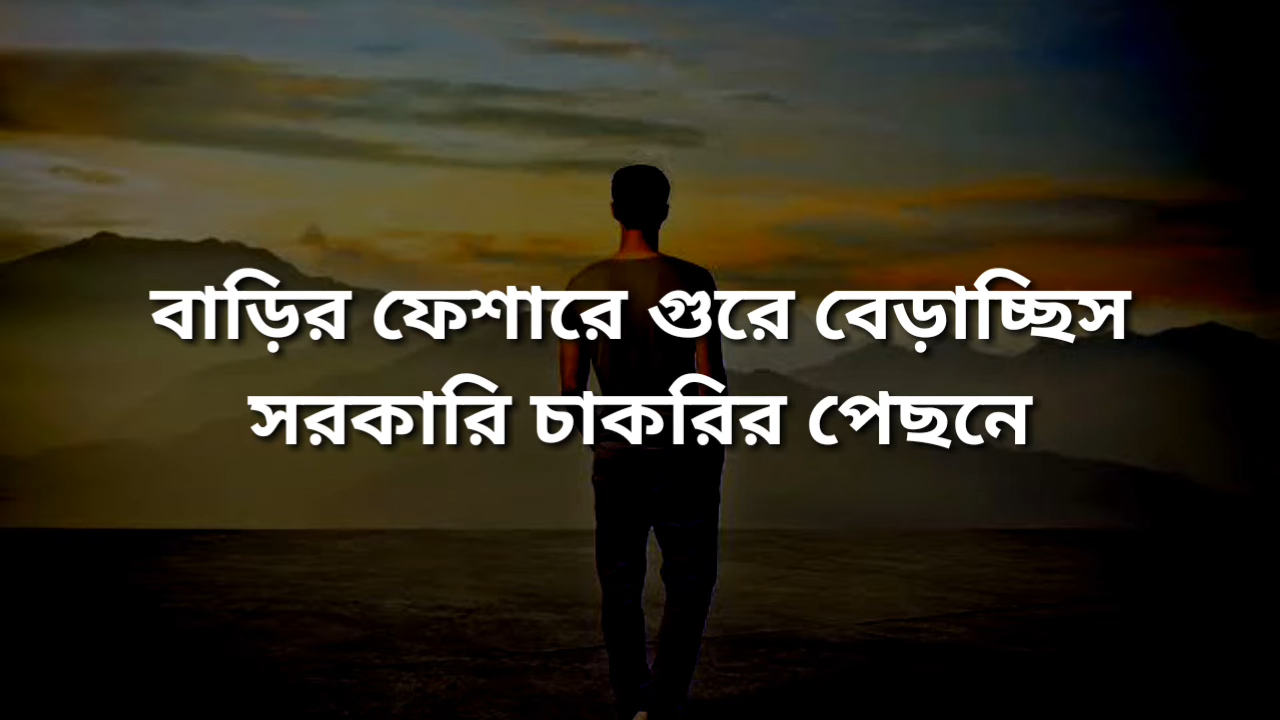 বাড়ির ফেশারে গুরে বেড়াচ্ছিস
সরকারি চাকরির পেছনে